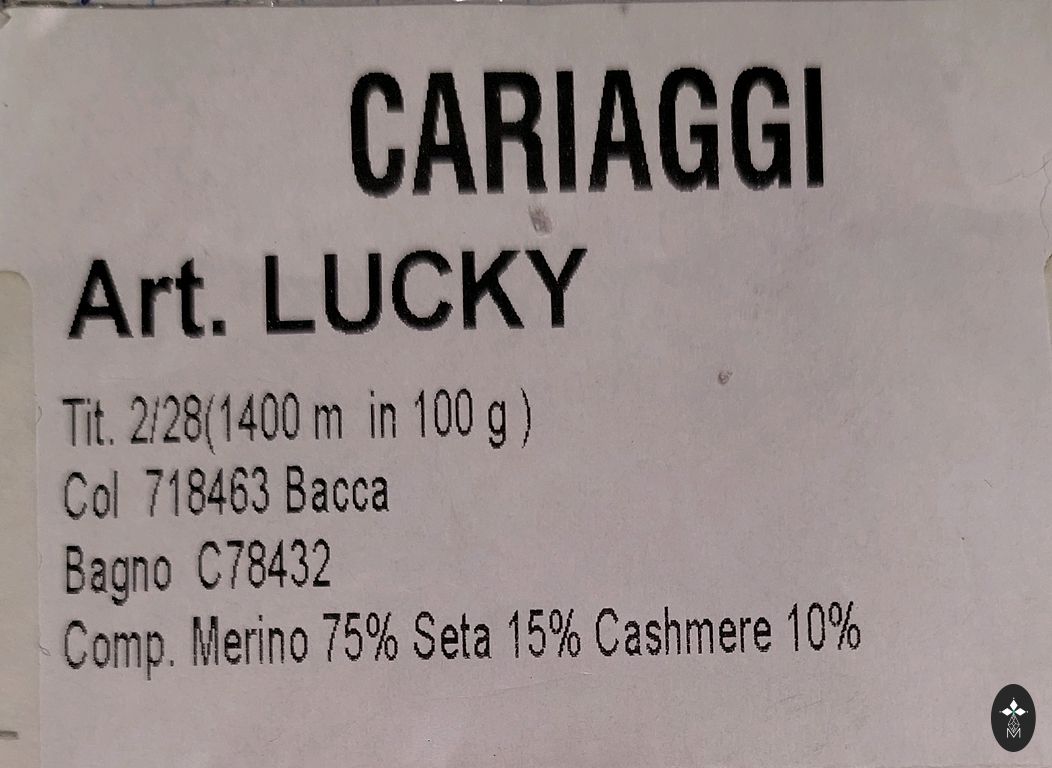 CARIAGGI
Art. LUCKY
Tit. 2/28(1400 m in 100 g )
Col 718463 Bacca
Bagno C78432
Comp. Merino 75% Seta 15% Cashmere 10%
M